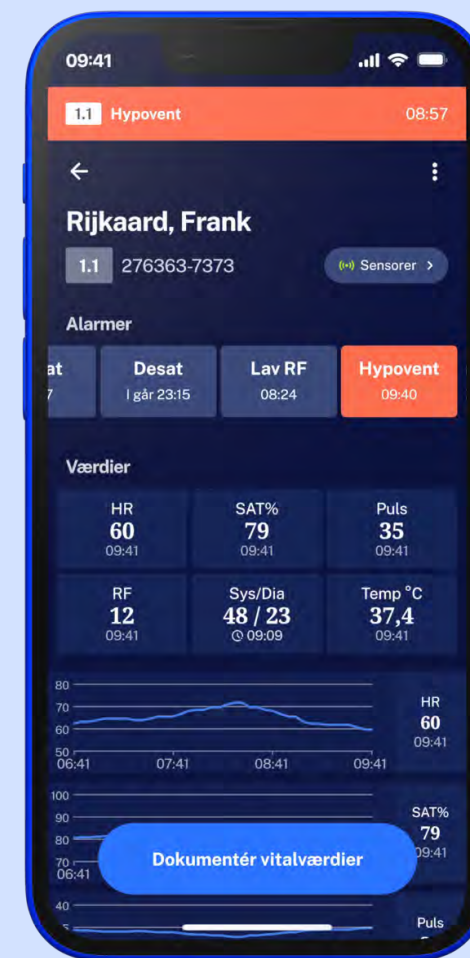 09:41
1.1 Hypovent 08:57
Rijkaard, Frank
1.1 276363-7373 Sensorer
Alarmer
at Desat Lav RF Hypovent
7 I går 23:15 08:24 09:40
Værdier
HR SAT% Puls
60 79 35
09:41 09:41 09:41
RF Sys/Dia Temp °C
12 48 / 23 37,4
09:41 09:09 09:41
80
70 HR
60 60
50 09:41
06:41 07:41 08:41 09:41
100
90 SAT%
80 79
70 09:41
06:41
Dokumentér vitalværdier
40
Puls